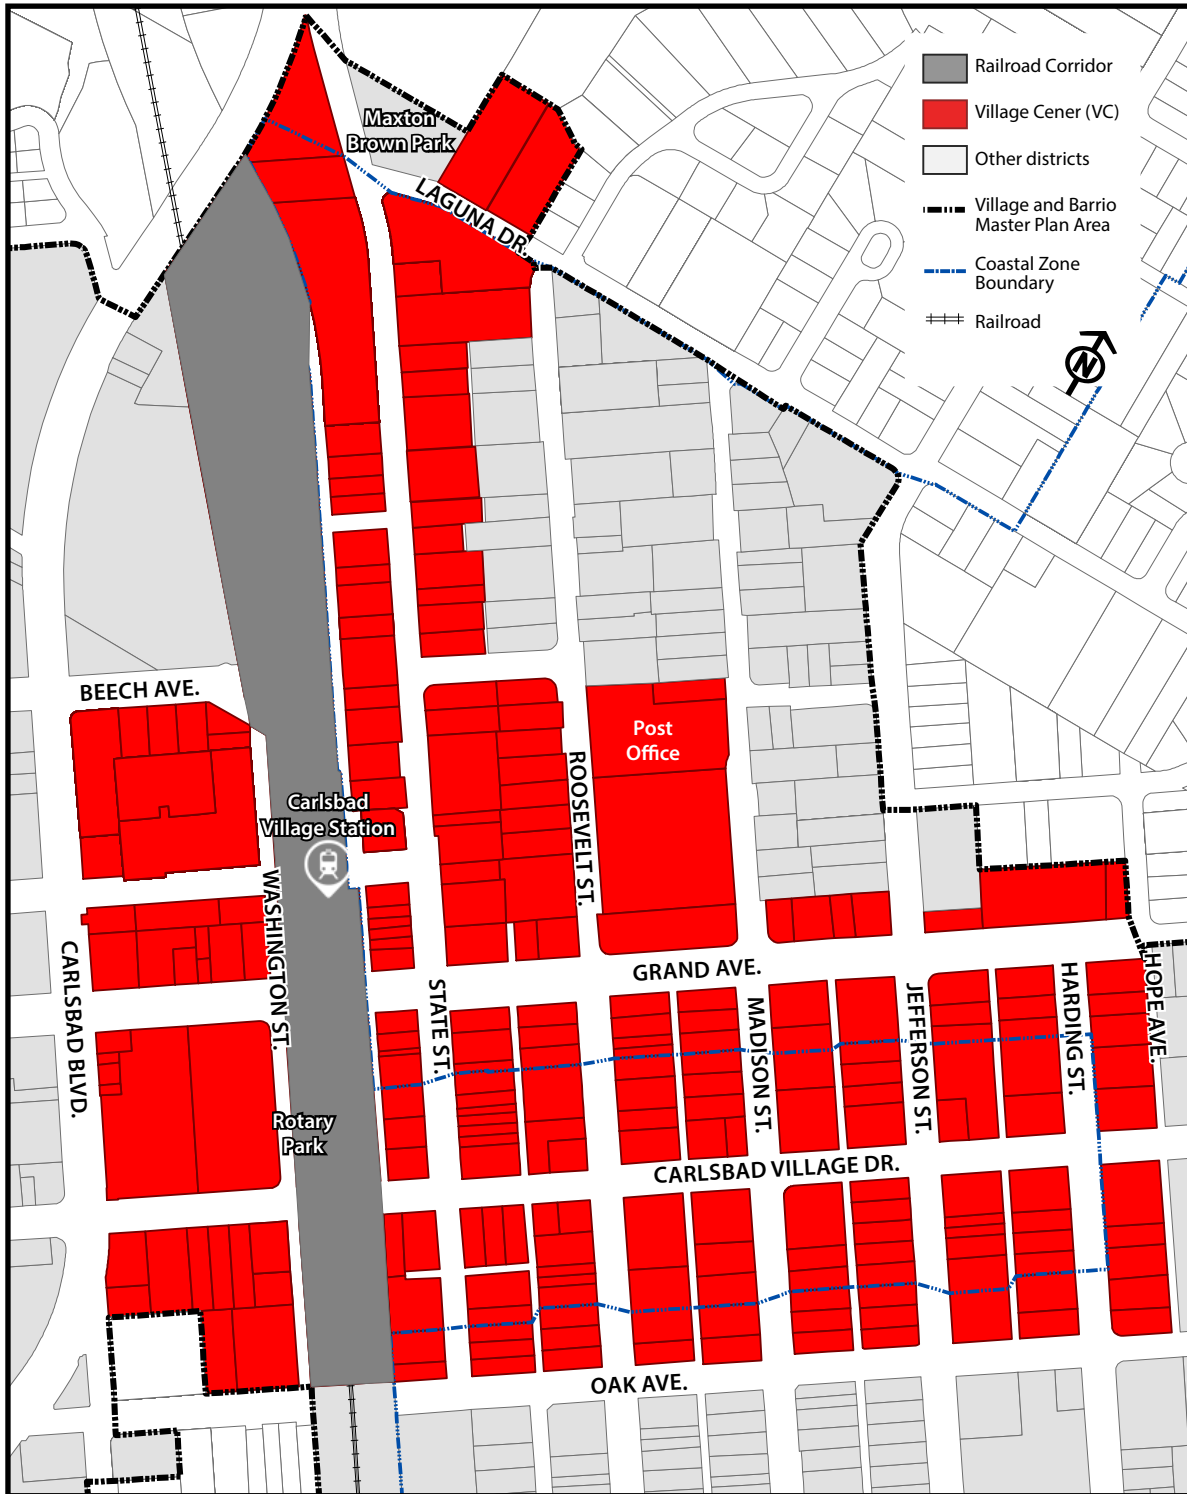 Railroad Corridor
Village Cener (VC)
Other districts
Village and Barrio
Master Plan Area
Coastal Zone
Boundary
Railroad
N
Maxton
Brown Park
LAGUNA DR.
BEECH AVE.
Post
Office
ROOSEVELT ST.
Carlsbad
Village Station
WASHINGTON ST.
CARLSBAD BLVD.
STATE ST.
GRAND AVE.
MADISON ST.
JEFFERSON ST.
HARDING ST.
HOPE AVE.
Rotary
Park
CARLSBAD VILLAGE DR.
OAK AVE.